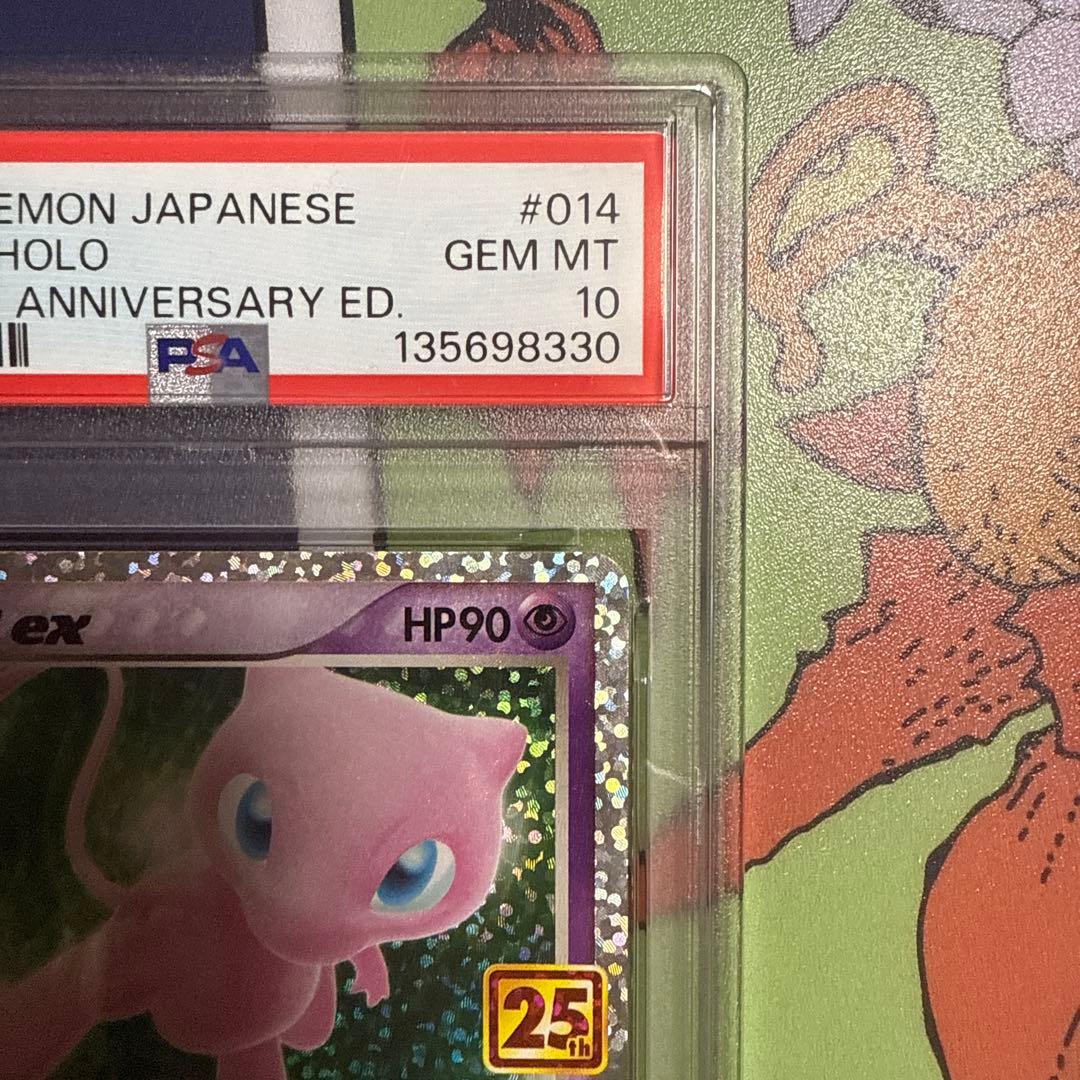 EMON JAPANESE #014
HOLO GEM MT
ANNIVERSARY ED. 10
PSA 135698330
ex HP90
25th